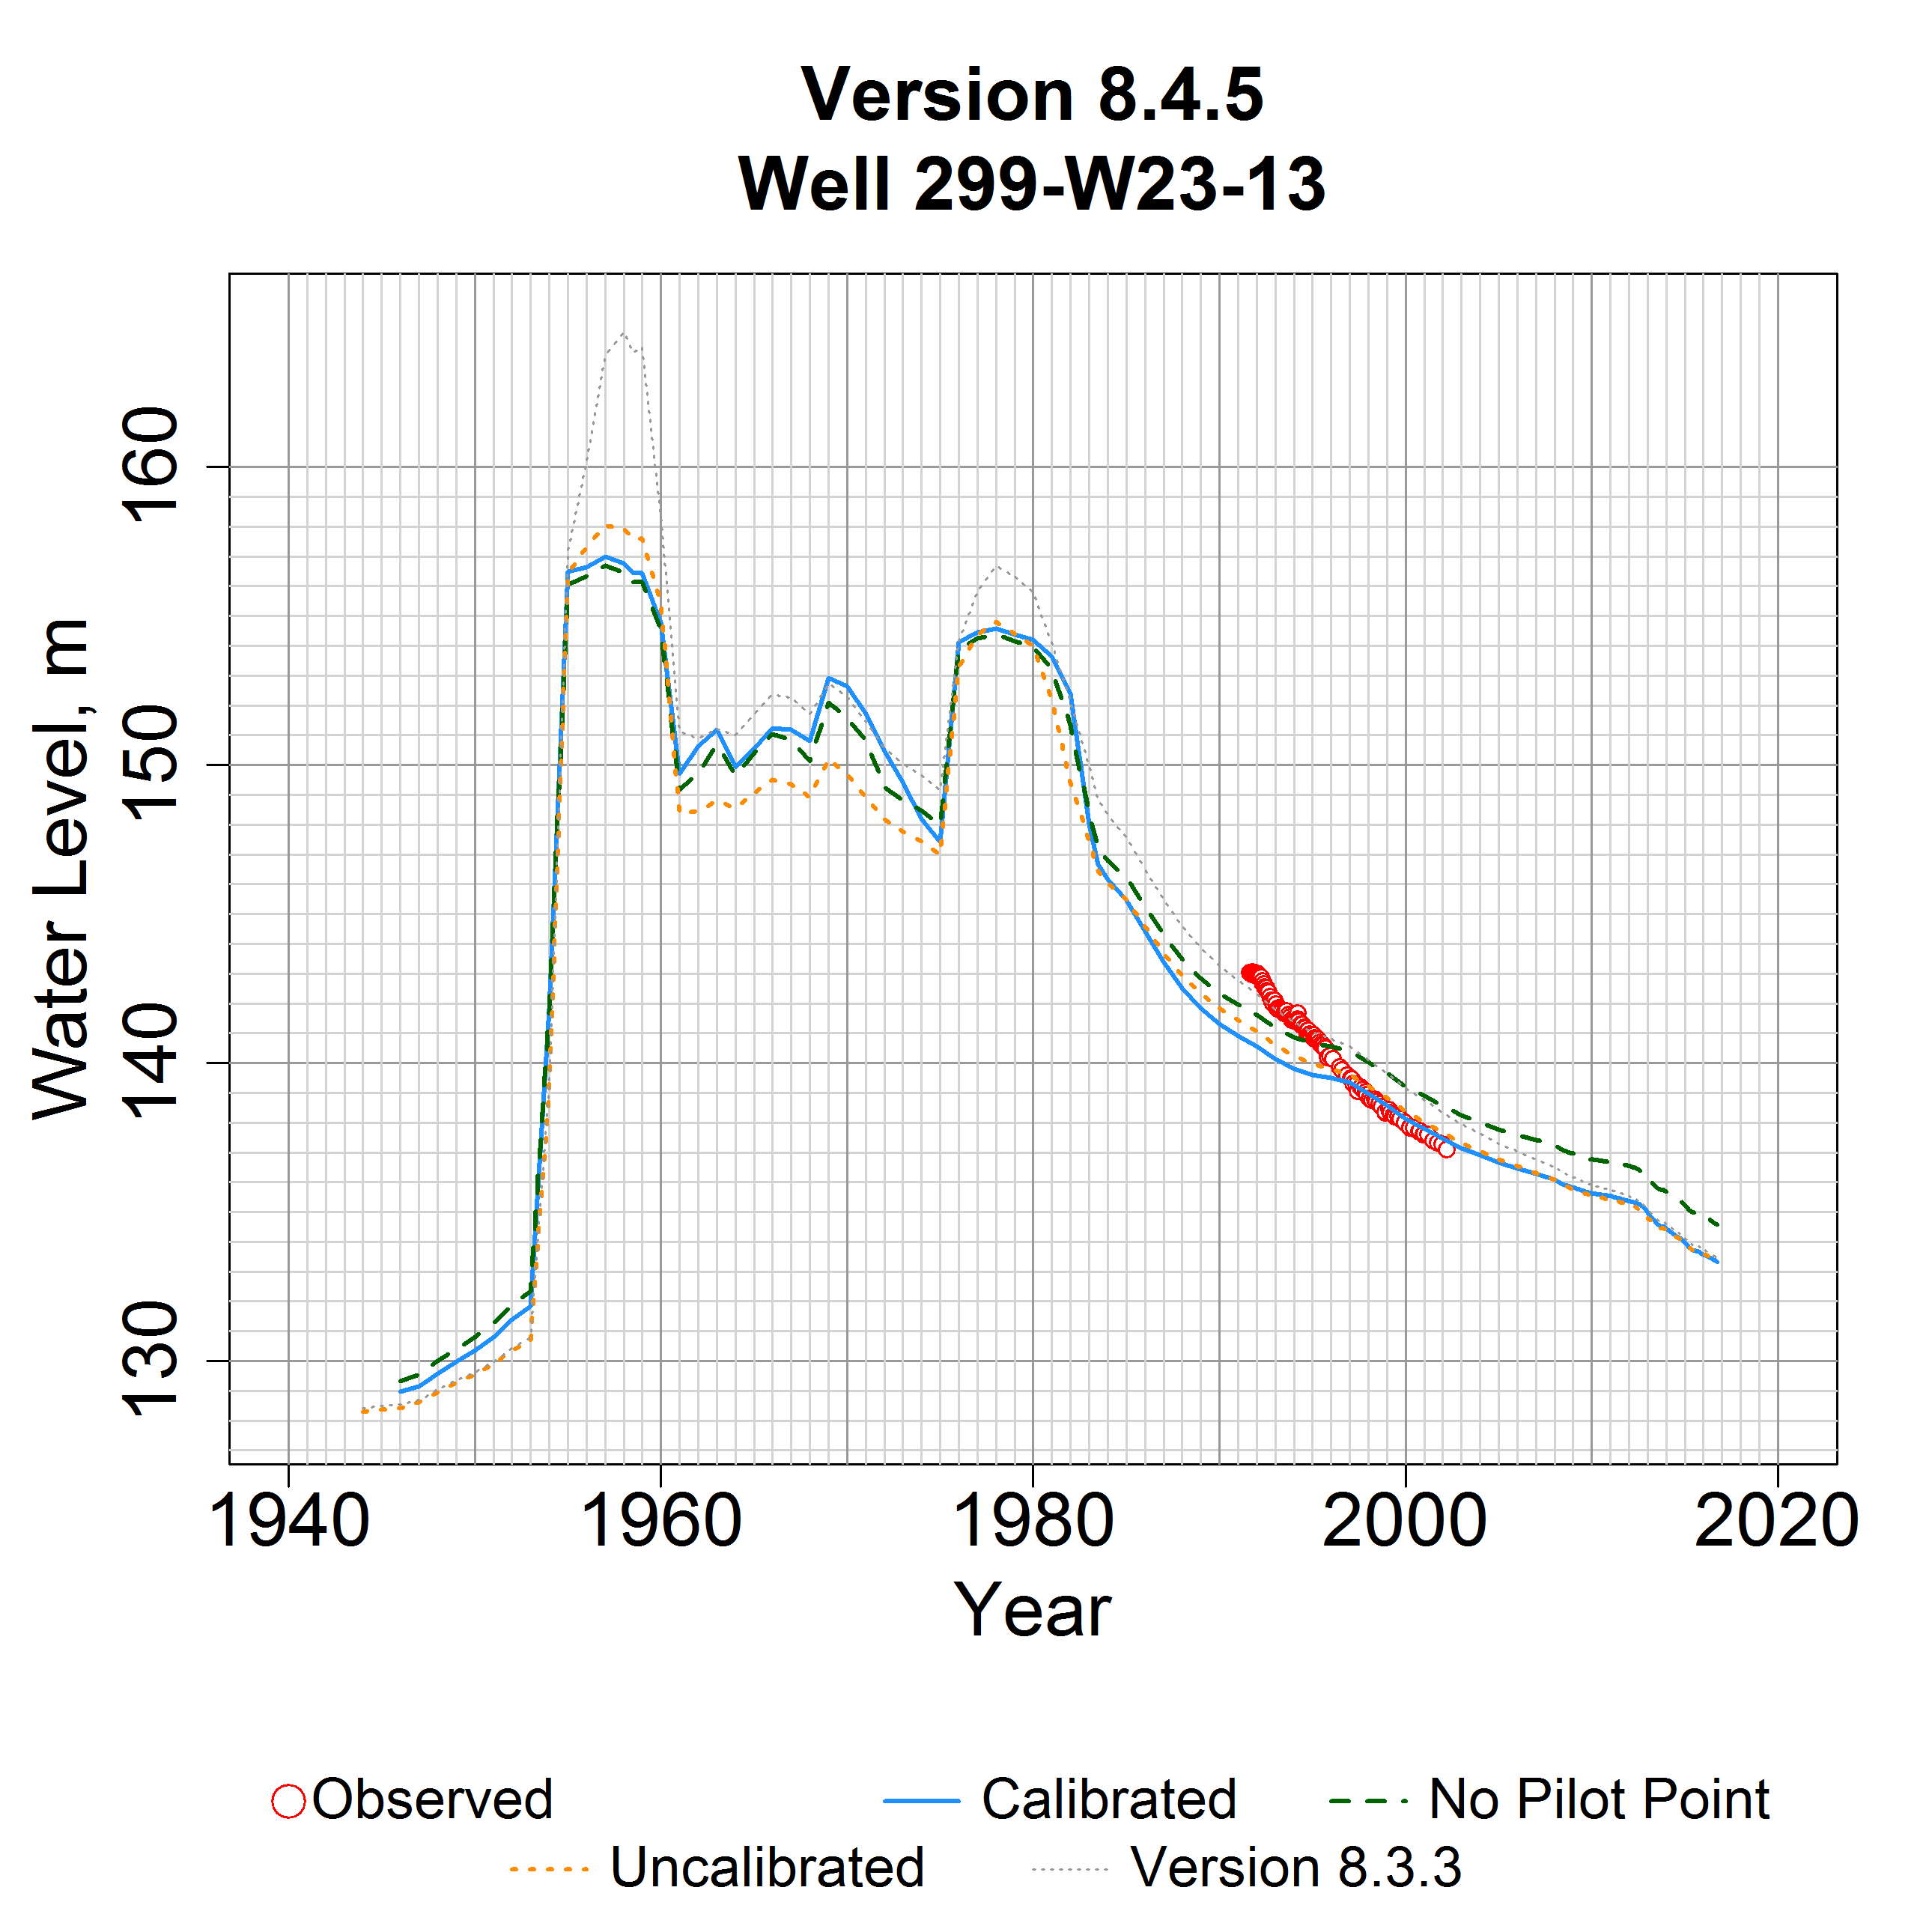 Version 8.4.5
Well 299-W23-13
Water Level, m
160
150
140
130
1940 1960 1980 2000 2020
Year
Observed Calibrated No Pilot Point
Uncalibrated Version 8.3.3